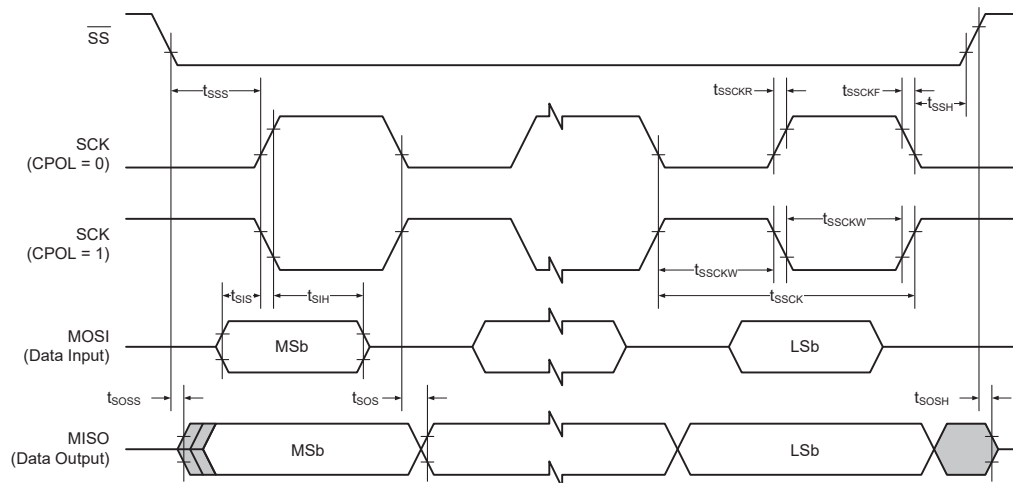 SS
tSSS
tSSCKR
tSSCKF
tSSH
SCK
(CPOL = 0)
SCK
(CPOL = 1)
tSSCKW
tSSCKW
tSSCK
tSIS
tSIH
MOSI
(Data Input)
MSb
LSb
tSOSS
tSOS
tSOSH
MISO
(Data Output)
MSb
LSb